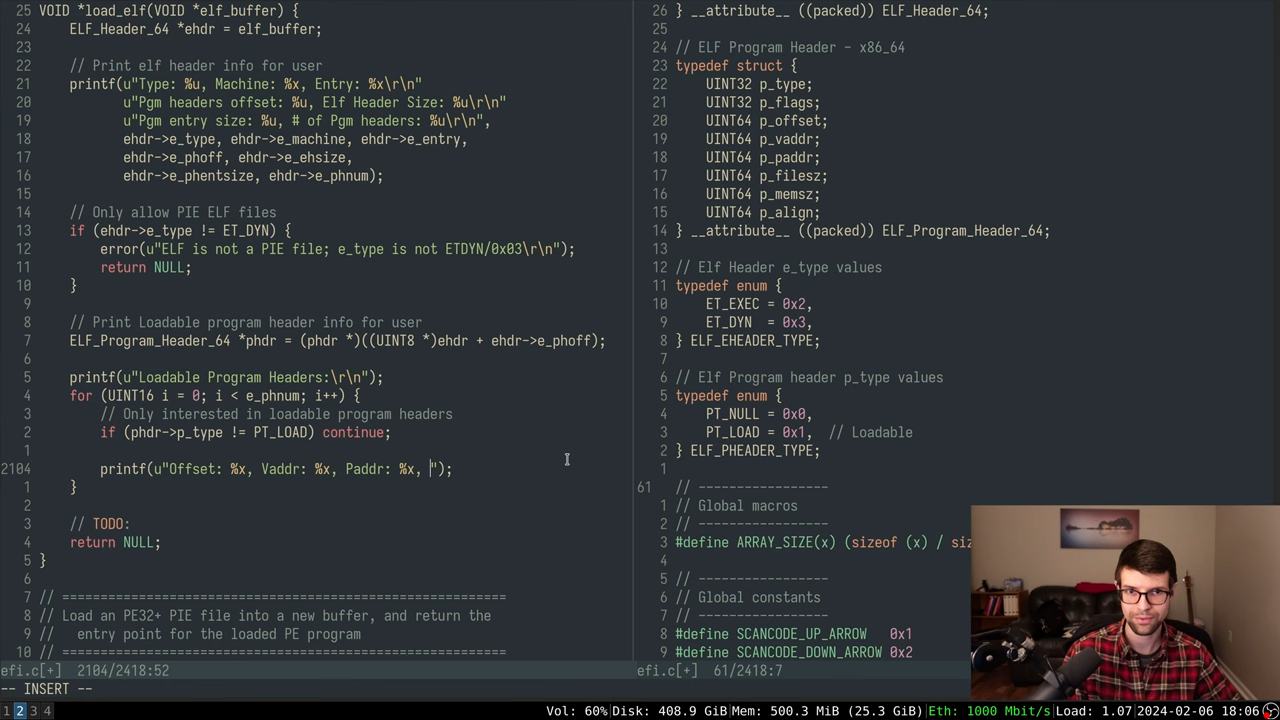 25 VOID *load_elf(VOID *elf_buffer) {
24     ELF_Header_64 *ehdr = elf_buffer;
23
22     // Print elf header info for user
21     printf(u"Type: %u, Machine: %x, Entry: %x\r\n"
20            u"Pgm headers offset: %u, Elf Header Size: %u\r\n"
19            u"Pgm entry size: %u, # of Pgm headers: %u\r\n",
18            ehdr->e_type, ehdr->e_machine, ehdr->e_entry,
17            ehdr->e_phoff, ehdr->e_ehsize,
16            ehdr->e_phentsize, ehdr->e_phnum);
15
14     // Only allow PIE ELF files
13     if (ehdr->e_type != ET_DYN) {
12         error(u"ELF is not a PIE file; e_type is not ETDYN/0x03\r\n");
11         return NULL;
10     }
9
8     // Print Loadable program header info for user
7     ELF_Program_Header_64 *phdr = (phdr *)((UINT8 *)ehdr + ehdr->e_phoff);
6
5     printf(u"Loadable Program Headers:\r\n");
4     for (UINT16 i = 0; i < e_phnum; i++) {
3         // Only interested in loadable program headers
2         if (phdr->p_type != PT_LOAD) continue;
1
2104         printf(u"Offset: %x, Vaddr: %x, Paddr: %x, ");
1     }
2
3     // TODO:
4     return NULL;
5 }
6
7 // ==========================================================
8 // Load an PE32+ PIE file into a new buffer, and return the
9 //   entry point for the loaded PE program
10 // ==========================================================
efi.c[+]    2104/2418:52
-- INSERT --
26 } __attribute__ ((packed)) ELF_Header_64;
25
24 // ELF Program Header - x86_64
23 typedef struct {
22     UINT32 p_type;
21     UINT32 p_flags;
20     UINT64 p_offset;
19     UINT64 p_vaddr;
18     UINT64 p_paddr;
17     UINT64 p_filesz;
16     UINT64 p_memsz;
15     UINT64 p_align;
14 } __attribute__ ((packed)) ELF_Program_Header_64;
13
12 // Elf Header e_type values
11 typedef enum {
10     ET_EXEC = 0x2,
9     ET_DYN  = 0x3,
8 } ELF_EHEADER_TYPE;
7
6 // Elf Program header p_type values
5 typedef enum {
4     PT_NULL = 0x0,
3     PT_LOAD = 0x1,  // Loadable
2 } ELF_PHEADER_TYPE;
1
61 // -----------------
1 // Global macros
2 // -----------------
3 #define ARRAY_SIZE(x) (sizeof (x) / siz
4
5 // -----------------
6 // Global constants
7 // -----------------
8 #define SCANCODE_UP_ARROW   0x1
9 #define SCANCODE_DOWN_ARROW 0x2
efi.c[+]    61/2418:7
1 2 3 4    Vol: 60% |Disk: 408.9 GiB|Mem: 500.3 MiB (25.3 GiB)|Eth: 1000 Mbit/s|Load: 1.07|2024-02-06 18:06